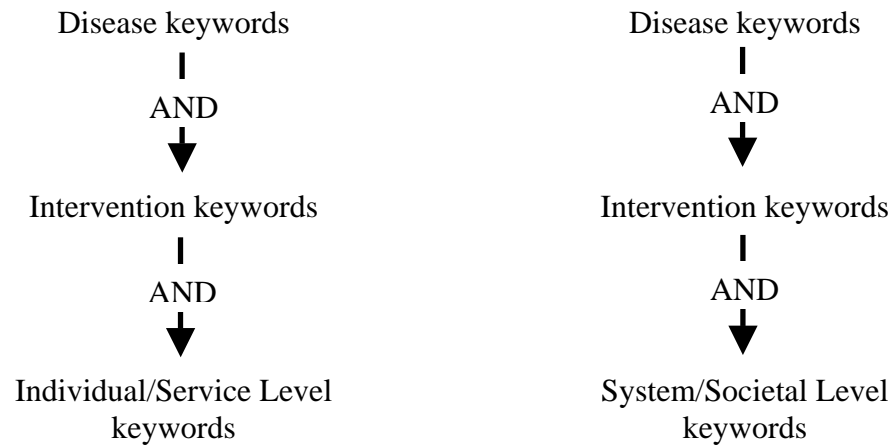 Disease keywords
AND
Intervention keywords
AND
Individual/Service Level
keywords
Disease keywords
AND
Intervention keywords
AND
System/Societal Level
keywords